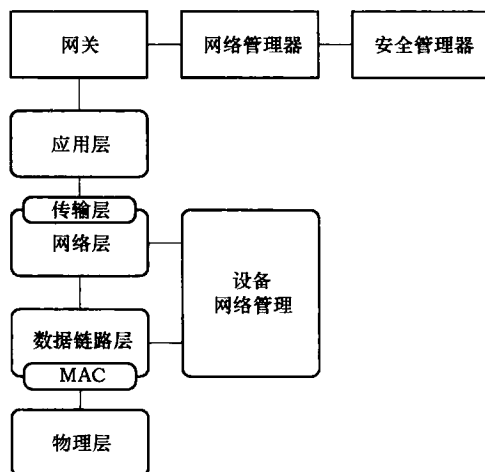 网关
网络管理器
安全管理器
应用层
传输层
网络层
设备
网络管理
数据链路层
MAC
物理层